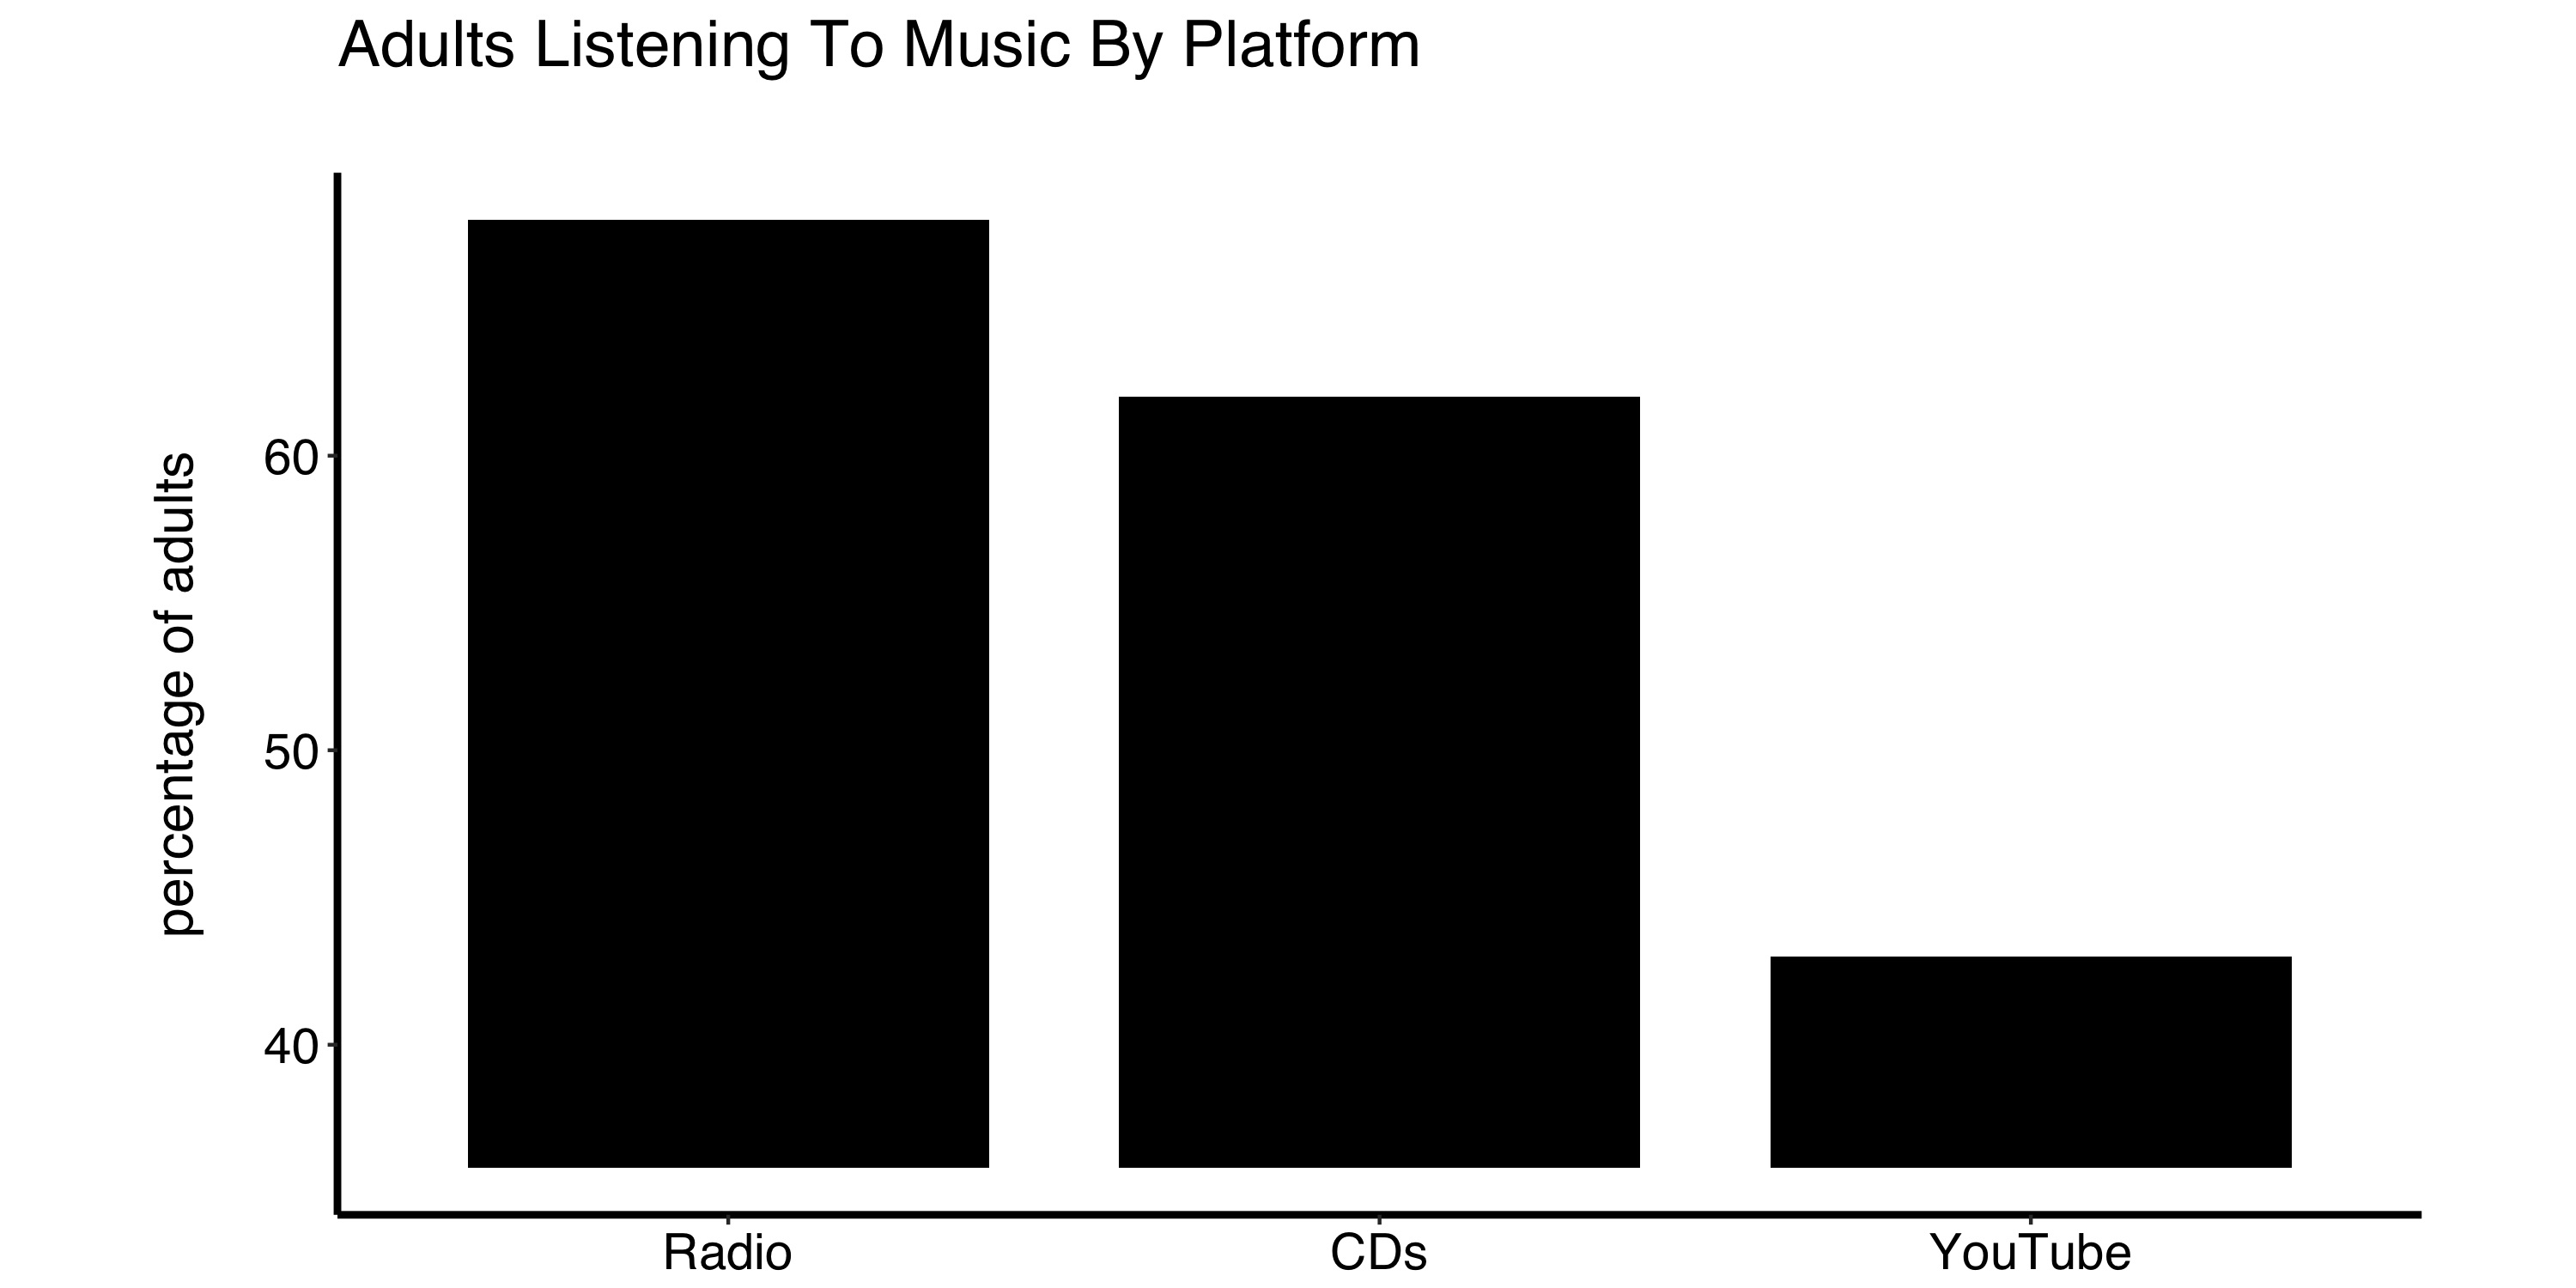 Adults Listening To Music By Platform
percentage of adults
60
50
40
Radio
CDs
YouTube